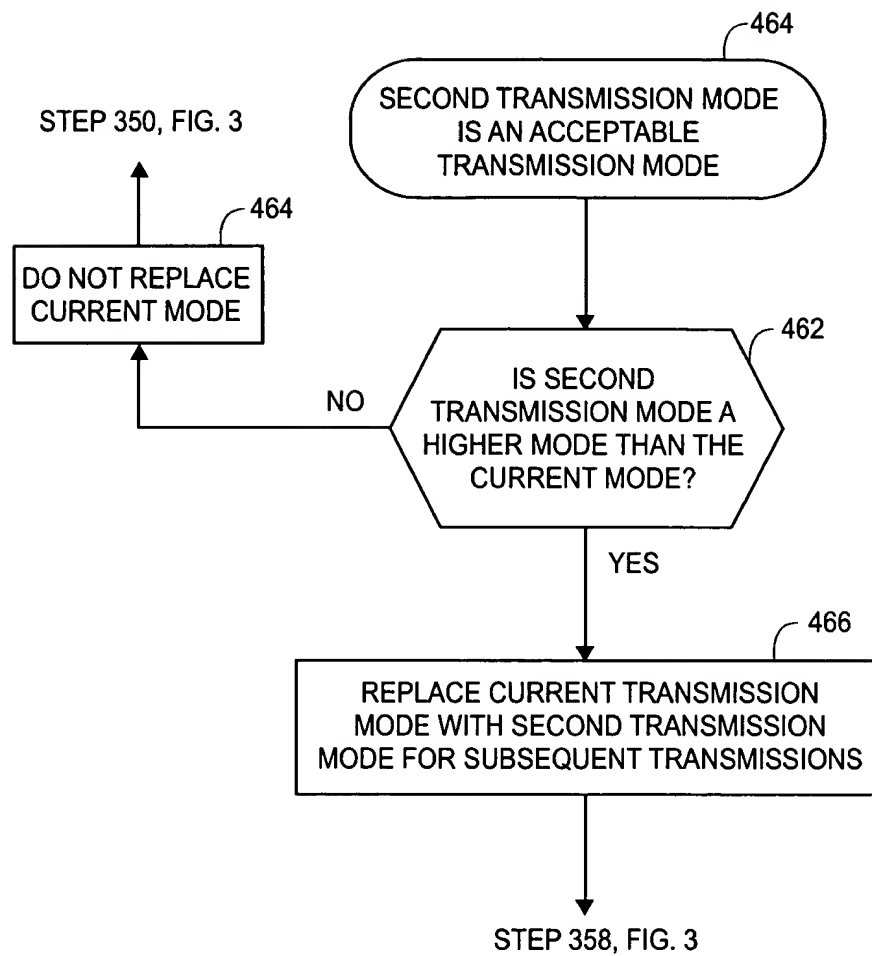 464
SECOND TRANSMISSION MODE
IS AN ACCEPTABLE
TRANSMISSION MODE
STEP 350, FIG. 3
464
DO NOT REPLACE
CURRENT MODE
462
IS SECOND
TRANSMISSION MODE A
HIGHER MODE THAN THE
CURRENT MODE?
NO
YES
466
REPLACE CURRENT TRANSMISSION
MODE WITH SECOND TRANSMISSION
MODE FOR SUBSEQUENT TRANSMISSIONS
STEP 358, FIG. 3